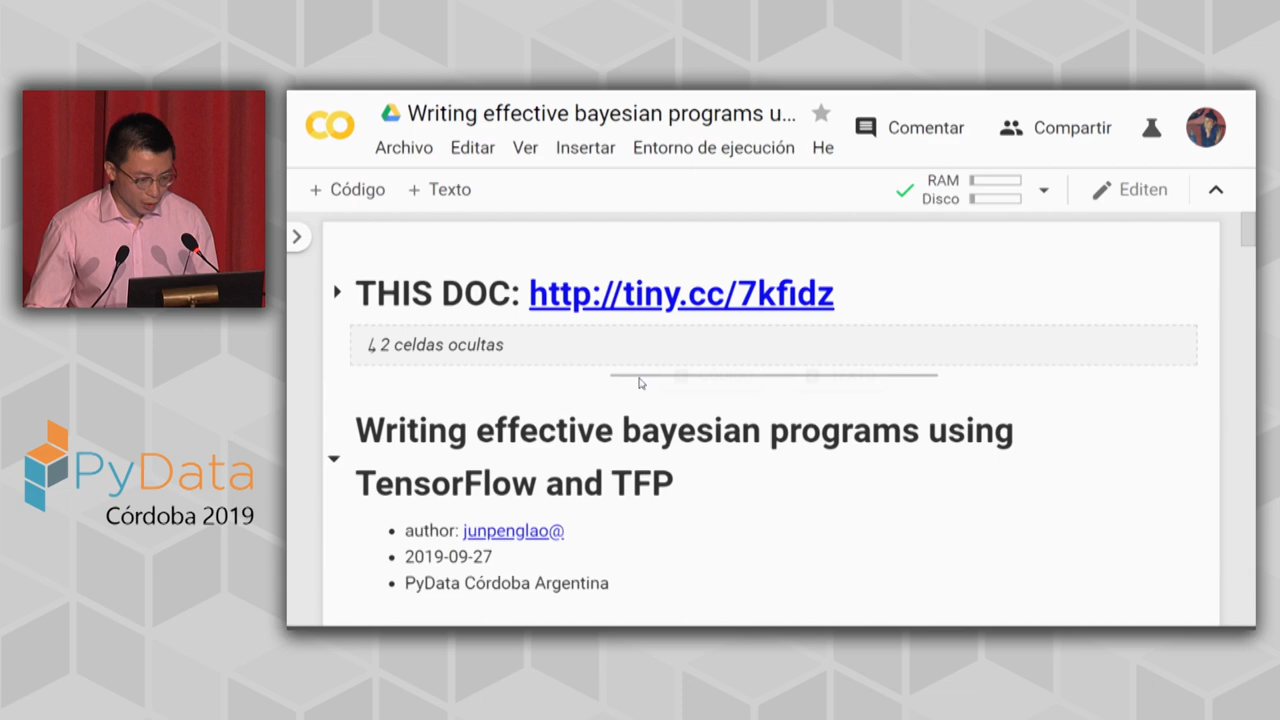 CO
Writing effective bayesian programs u...
Comentar
Compartir
Archivo Editar Ver Insertar Entorno de ejecución He
+ Código + Texto
RAM
Disco
Editen
THIS DOC: http://tiny.cc/7kfidz
↳ 2 celdas ocultas
Writing effective bayesian programs using
TensorFlow and TFP
• author: junpenglao@
• 2019-09-27
• PyData Córdoba Argentina
PyData
Córdoba 2019